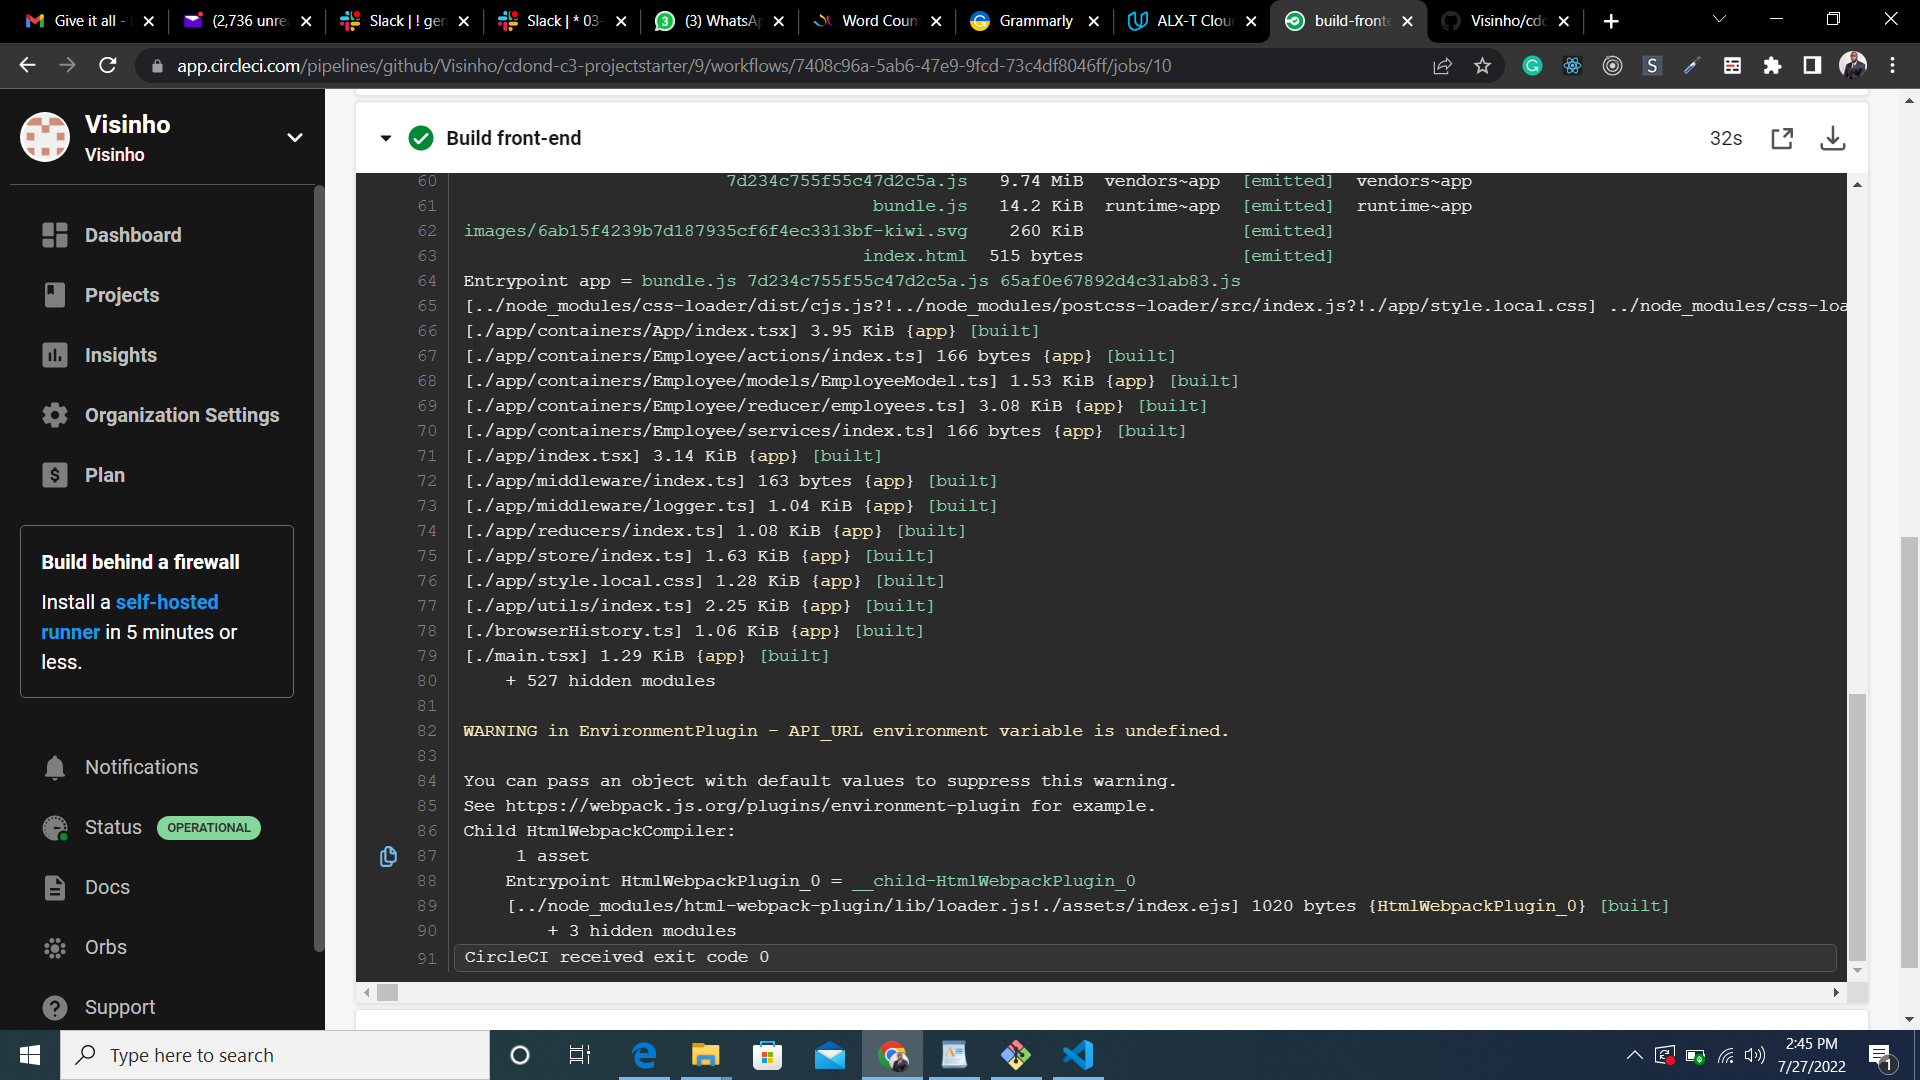 Give it all -
(2,736 unre
Slack | ! gen
Slack | * 03-
(3) WhatsAp
Word Coun
Grammarly
ALX-T Clou
build-fronte
Visinho/cdo
app.circleci.com/pipelines/github/Visinho/cdond-c3-projectstarter/9/workflows/7408c96a-5ab6-47e9-9fcd-73c4df8046ff/jobs/10
Visinho
Visinho
Dashboard
Projects
Insights
Organization Settings
Plan
Build behind a firewall
Install a self-hosted
runner in 5 minutes or
less.
Notifications
Status OPERATIONAL
Docs
Orbs
Support
Build front-end 32s
60 7d234c755f55c47d2c5a.js 9.74 MiB vendors~app [emitted] vendors~app
61 bundle.js 14.2 KiB runtime~app [emitted] runtime~app
62 images/6ab15f4239b7d187935cf6f4ec3313bf-kiwi.svg 260 KiB [emitted]
63 index.html 515 bytes [emitted]
64 Entrypoint app = bundle.js 7d234c755f55c47d2c5a.js 65af0e67892d4c31ab83.js
65 [../node_modules/css-loader/dist/cjs.js?!../node_modules/postcss-loader/src/index.js?!./app/style.local.css] ../node_modules/css-loa
66 [./app/containers/App/index.tsx] 3.95 KiB {app} [built]
67 [./app/containers/Employee/actions/index.ts] 166 bytes {app} [built]
68 [./app/containers/Employee/models/EmployeeModel.ts] 1.53 KiB {app} [built]
69 [./app/containers/Employee/reducer/employees.ts] 3.08 KiB {app} [built]
70 [./app/containers/Employee/services/index.ts] 166 bytes {app} [built]
71 [./app/index.tsx] 3.14 KiB {app} [built]
72 [./app/middleware/index.ts] 163 bytes {app} [built]
73 [./app/middleware/logger.ts] 1.04 KiB {app} [built]
74 [./app/reducers/index.ts] 1.08 KiB {app} [built]
75 [./app/store/index.ts] 1.63 KiB {app} [built]
76 [./app/style.local.css] 1.28 KiB {app} [built]
77 [./app/utils/index.ts] 2.25 KiB {app} [built]
78 [./browserHistory.ts] 1.06 KiB {app} [built]
79 [./main.tsx] 1.29 KiB {app} [built]
80 + 527 hidden modules
81
82 WARNING in EnvironmentPlugin - API_URL environment variable is undefined.
83
84 You can pass an object with default values to suppress this warning.
85 See https://webpack.js.org/plugins/environment-plugin for example.
86 Child HtmlWebpackCompiler:
87 1 asset
88 Entrypoint HtmlWebpackPlugin_0 = __child-HtmlWebpackPlugin_0
89 [../node_modules/html-webpack-plugin/lib/loader.js!./assets/index.ejs] 1020 bytes {HtmlWebpackPlugin_0} [built]
90 + 3 hidden modules
91 CircleCI received exit code 0
Type here to search
2:45 PM
7/27/2022
1